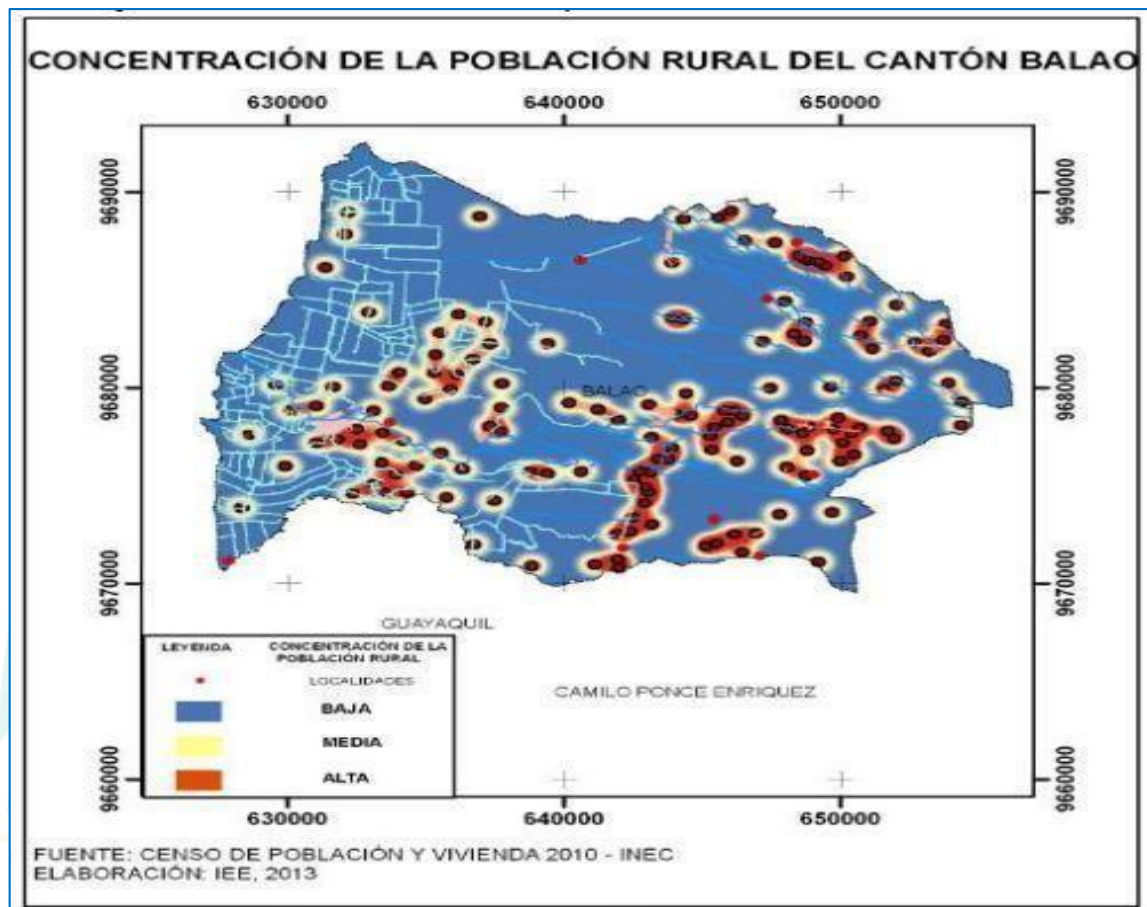 CONCENTRACIÓN DE LA POBLACIÓN RURAL DEL CANTÓN BALAO
630000 640000 650000
9690000 9690000
9680000 9680000
BALAO
9670000 9670000
GUAYAQUIL
CAMILO PONCE ENRIQUEZ
LEYENDA CONCENTRACIÓN DE LA
POBLACIÓN RURAL
LOCALIDADES
BAJA
MEDIA
ALTA
9660000 9660000
630000 640000 650000
FUENTE: CENSO DE POBLACIÓN Y VIVIENDA 2010 - INEC
ELABORACIÓN: IEE, 2013